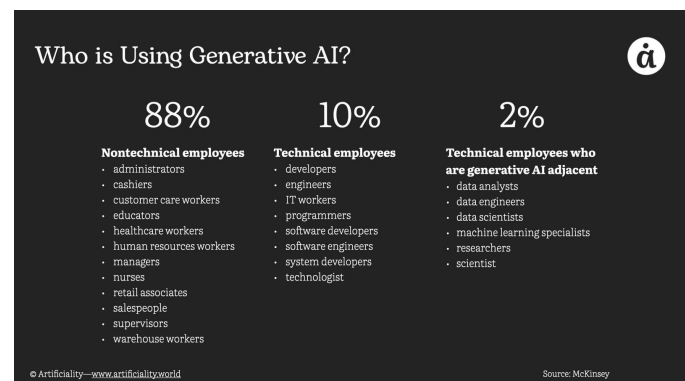 Who is Using Generative AI?
ȧ
88%
Nontechnical employees
• administrators
• cashiers
• customer care workers
• educators
• healthcare workers
• human resources workers
• managers
• nurses
• retail associates
• salespeople
• supervisors
• warehouse workers
10%
Technical employees
• developers
• engineers
• IT workers
• programmers
• software developers
• software engineers
• system developers
• technologist
2%
Technical employees who
are generative AI adjacent
• data analysts
• data engineers
• data scientists
• machine learning specialists
• researchers
• scientist
© Artificiality—www.artificiality.world
Source: McKinsey